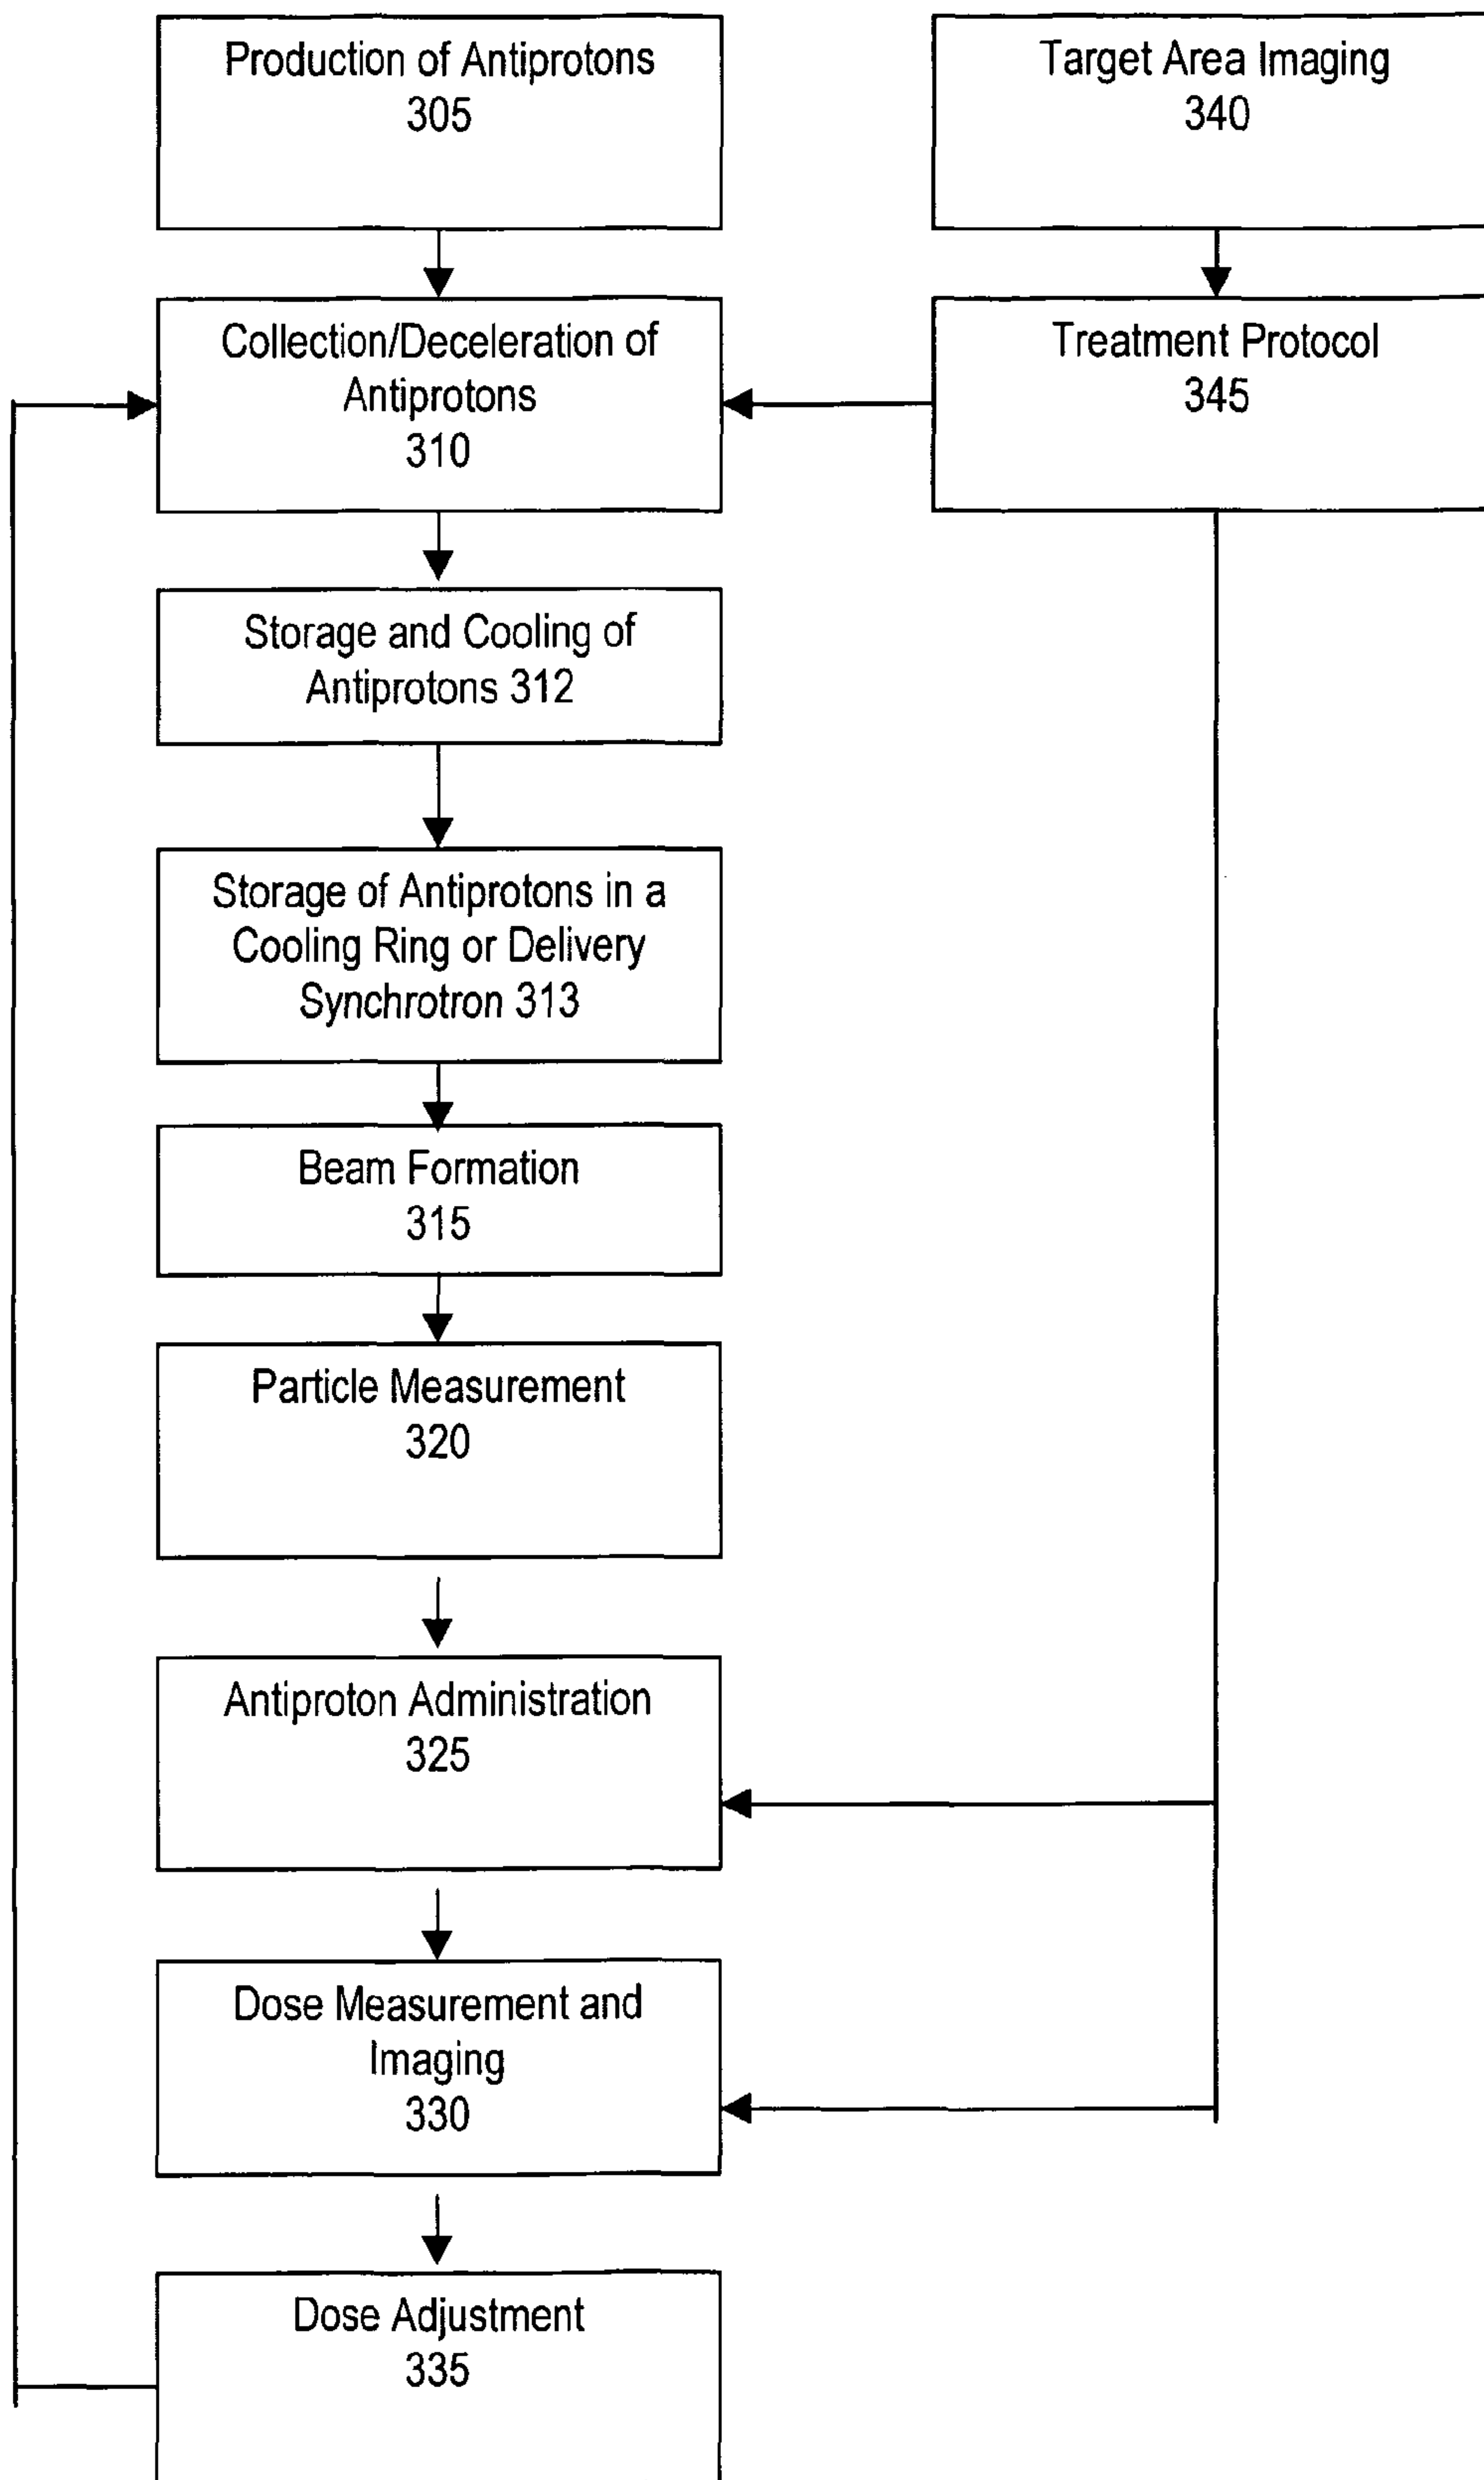 Production of Antiprotons
305
Target Area Imaging
340
Collection/Deceleration of
Antiprotons
310
Treatment Protocol
345
Storage and Cooling of
Antiprotons 312
Storage of Antiprotons in a
Cooling Ring or Delivery
Synchrotron 313
Beam Formation
315
Particle Measurement
320
Antiproton Administration
325
Dose Measurement and
Imaging
330
Dose Adjustment
335